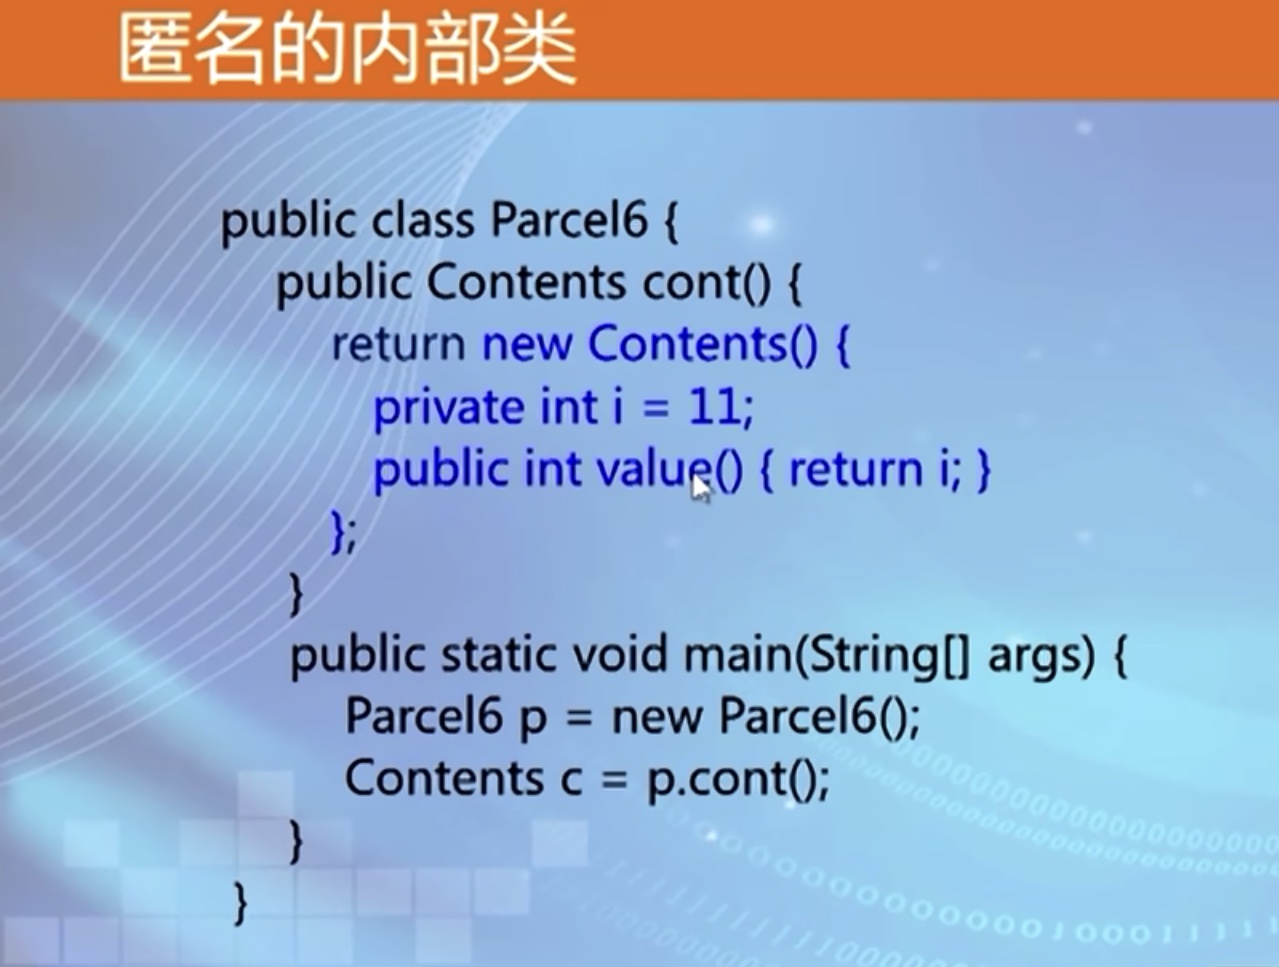 匿名的内部类
public class Parcel6 {
public Contents cont() {
return new Contents() {
private int i = 11;
public int value() { return i; }
};
}
public static void main(String[] args) {
Parcel6 p = new Parcel6();
Contents c = p.cont();
}
}